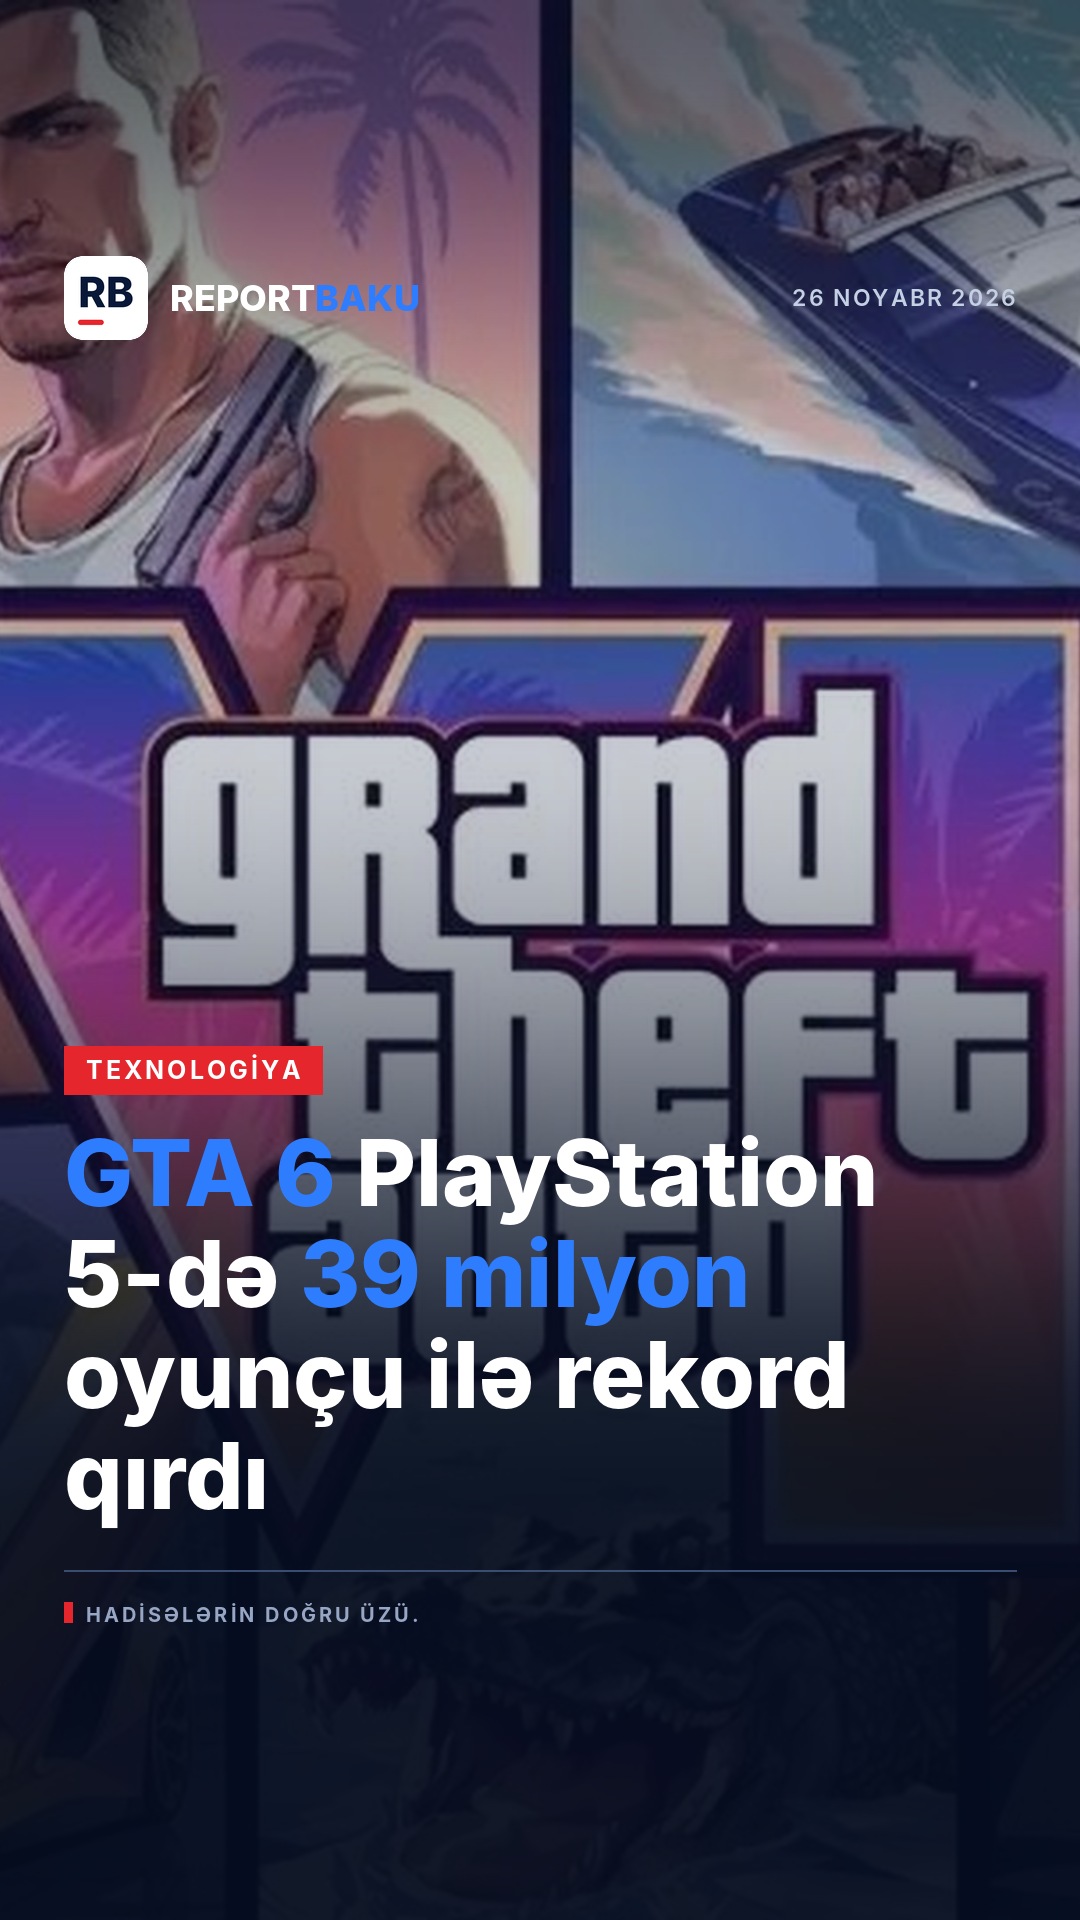 RB REPORTBAKU
26 NOYABR 2026
grand
theft
auto
TEXNOLOGİYA
GTA 6 PlayStation
5-də 39 milyon
oyunçu ilə rekord
qırdı
HADİSƏLƏRİN DOĞRU ÜZÜ.